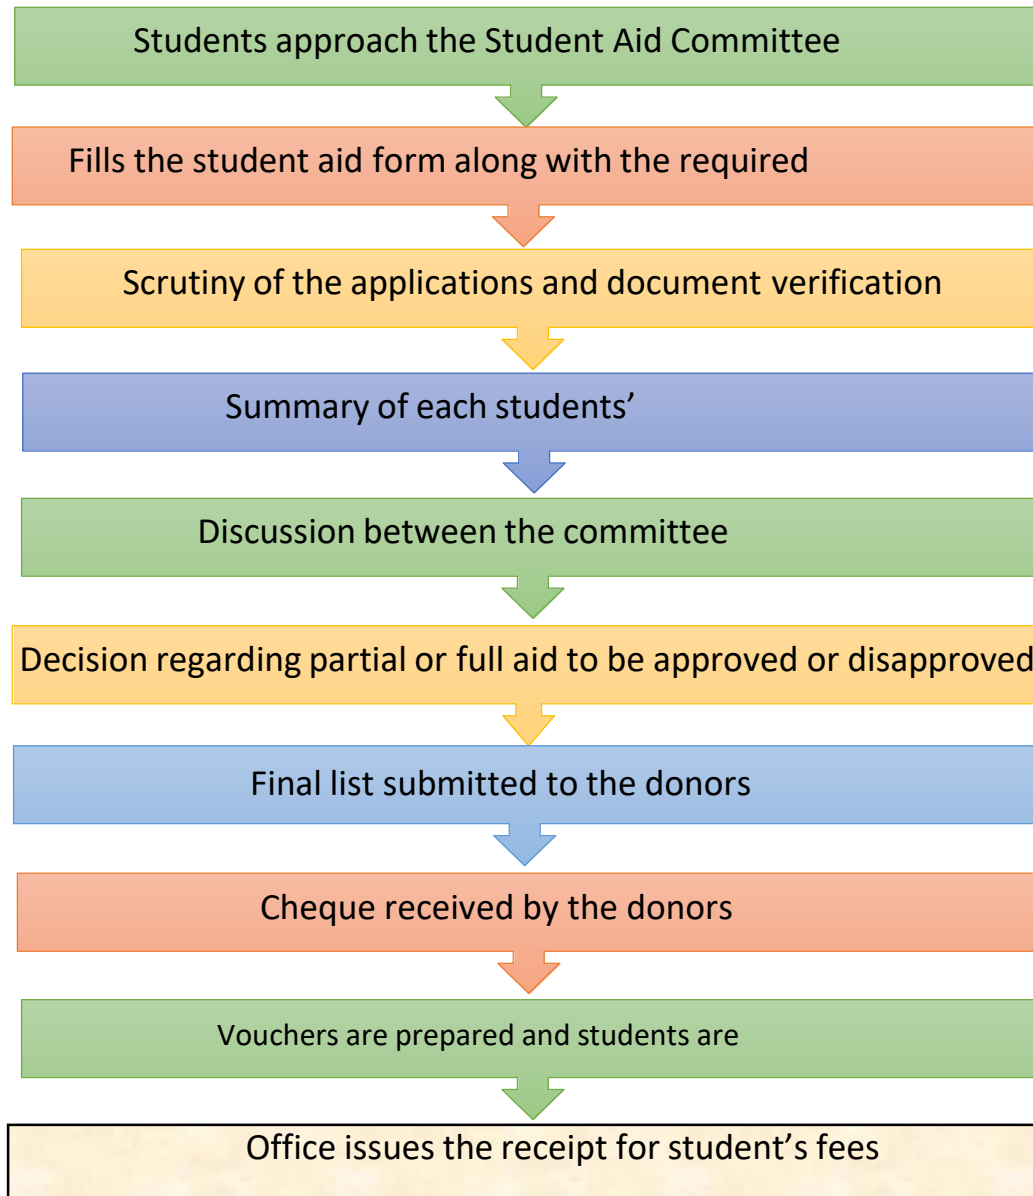 Students approach the Student Aid Committee
Fills the student aid form along with the required
Scrutiny of the applications and document verification
Summary of each students’
Discussion between the committee
Decision regarding partial or full aid to be approved or disapproved
Final list submitted to the donors
Cheque received by the donors
Vouchers are prepared and students are
Office issues the receipt for student’s fees